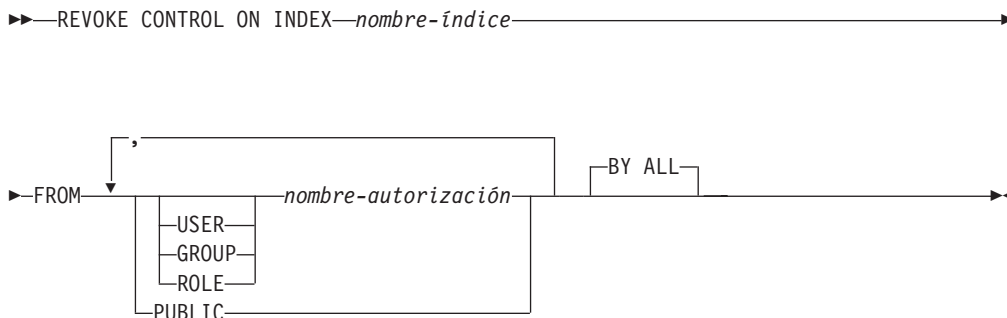 REVOKE CONTROL ON INDEX nombre-índice
,
BY ALL
FROM nombre-autorización
USER
GROUP
ROLE
PUBLIC